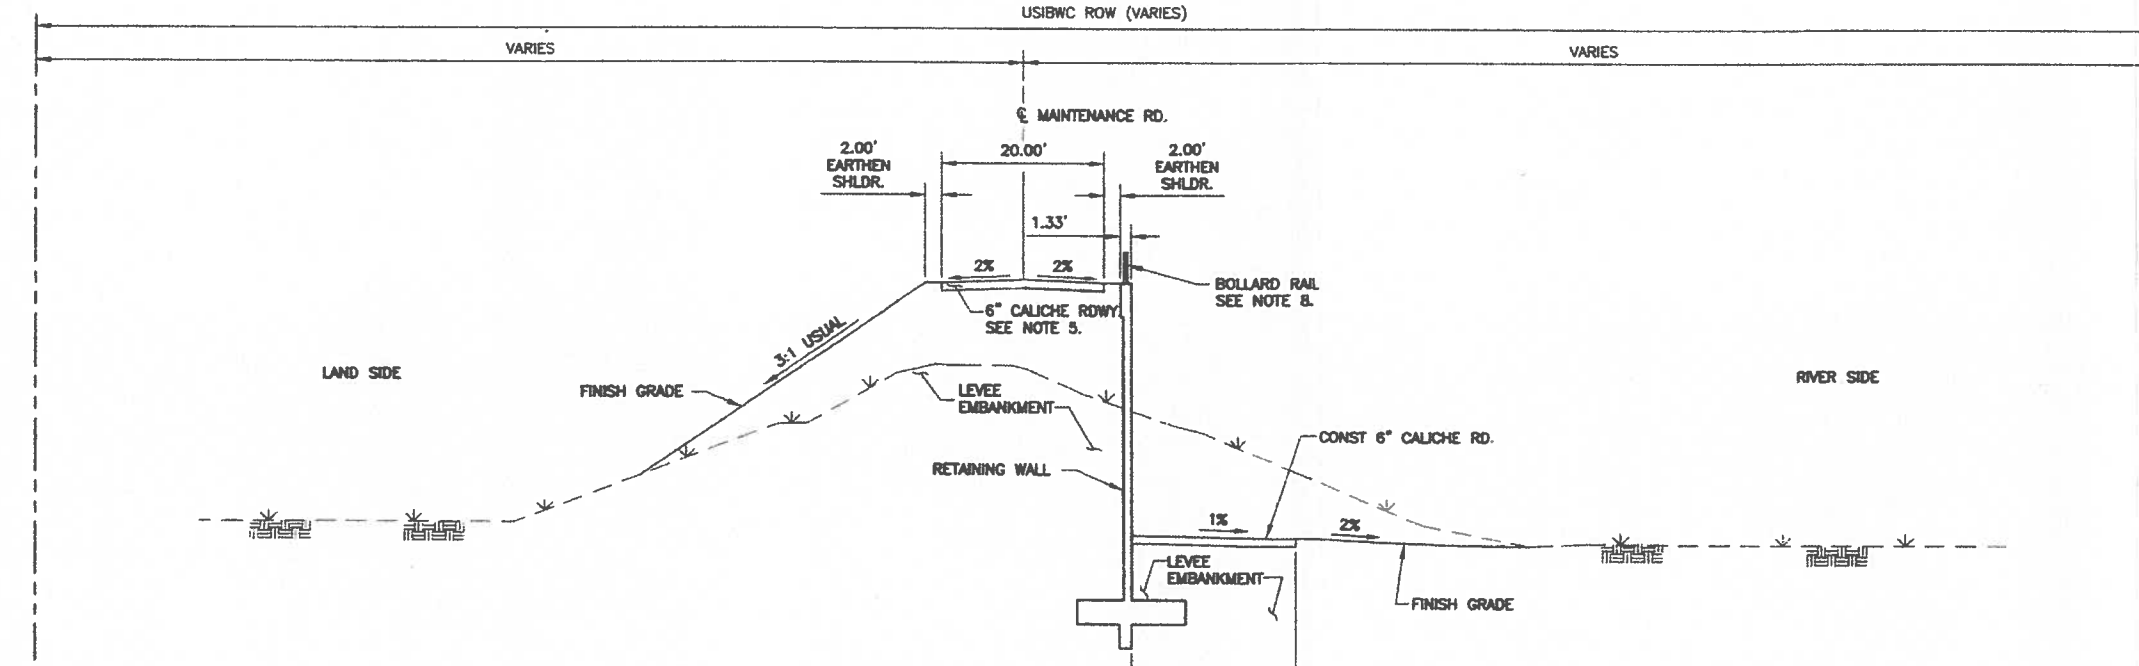 USIBWC ROW (VARIES)
VARIES
VARIES
℄ MAINTENANCE RD.
2.00'
EARTHEN
SHLDR.
20.00'
2.00'
EARTHEN
SHLDR.
1.33'
2%
2%
BOLLARD RAIL
SEE NOTE 8.
6" CALICHE RDWY.
SEE NOTE 5.
3:1 USUAL
LAND SIDE
RIVER SIDE
FINISH GRADE
LEVEE
EMBANKMENT
CONST 6" CALICHE RD.
RETAINING WALL
1%
2%
LEVEE
EMBANKMENT
FINISH GRADE